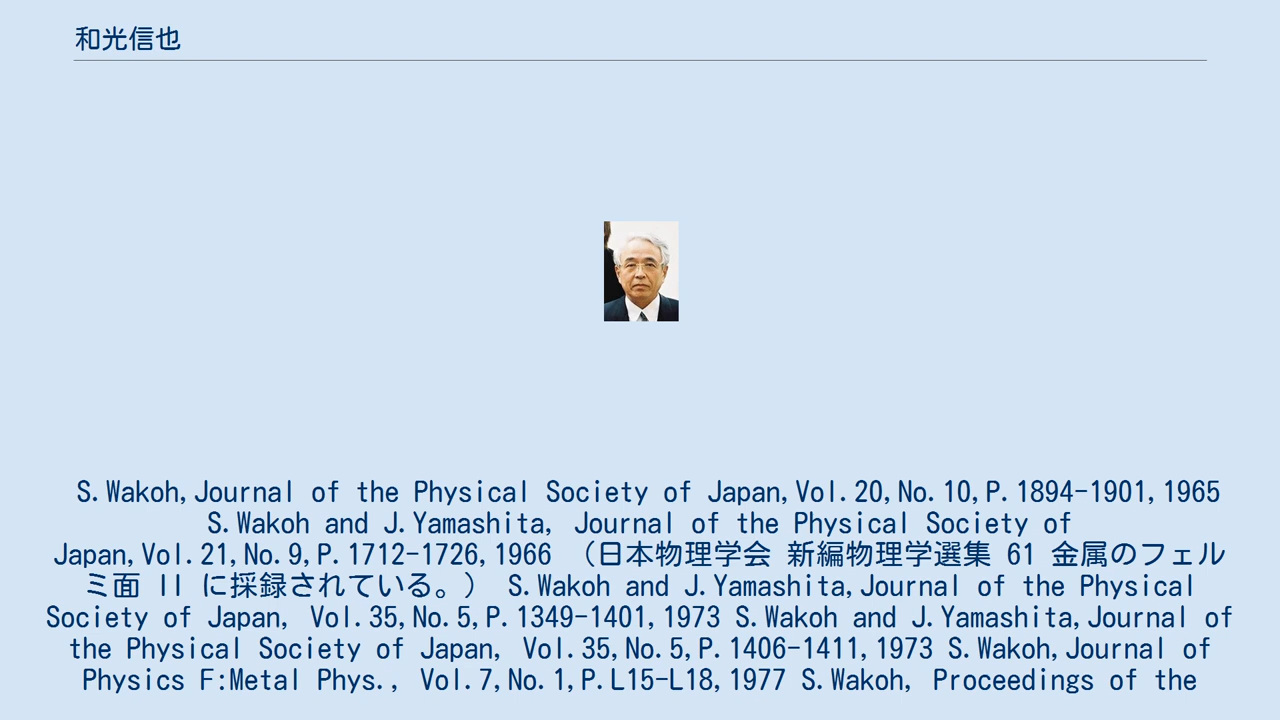 和光信也
S.Wakoh,Journal of the Physical Society of Japan,Vol.20,No.10,P.1894-1901,1965
S.Wakoh and J.Yamashita, Journal of the Physical Society of
Japan,Vol.21,No.9,P.1712-1726,1966 （日本物理学会 新編物理学選集 61 金属のフェル
ミ面 II に採録されている。） S.Wakoh and J.Yamashita,Journal of the Physical
Society of Japan, Vol.35,No.5,P.1349-1401,1973 S.Wakoh and J.Yamashita,Journal of
the Physical Society of Japan, Vol.35,No.5,P.1406-1411,1973 S.Wakoh,Journal of
Physics F:Metal Phys., Vol.7,No.1,P.L15-L18,1977 S.Wakoh, Proceedings of the